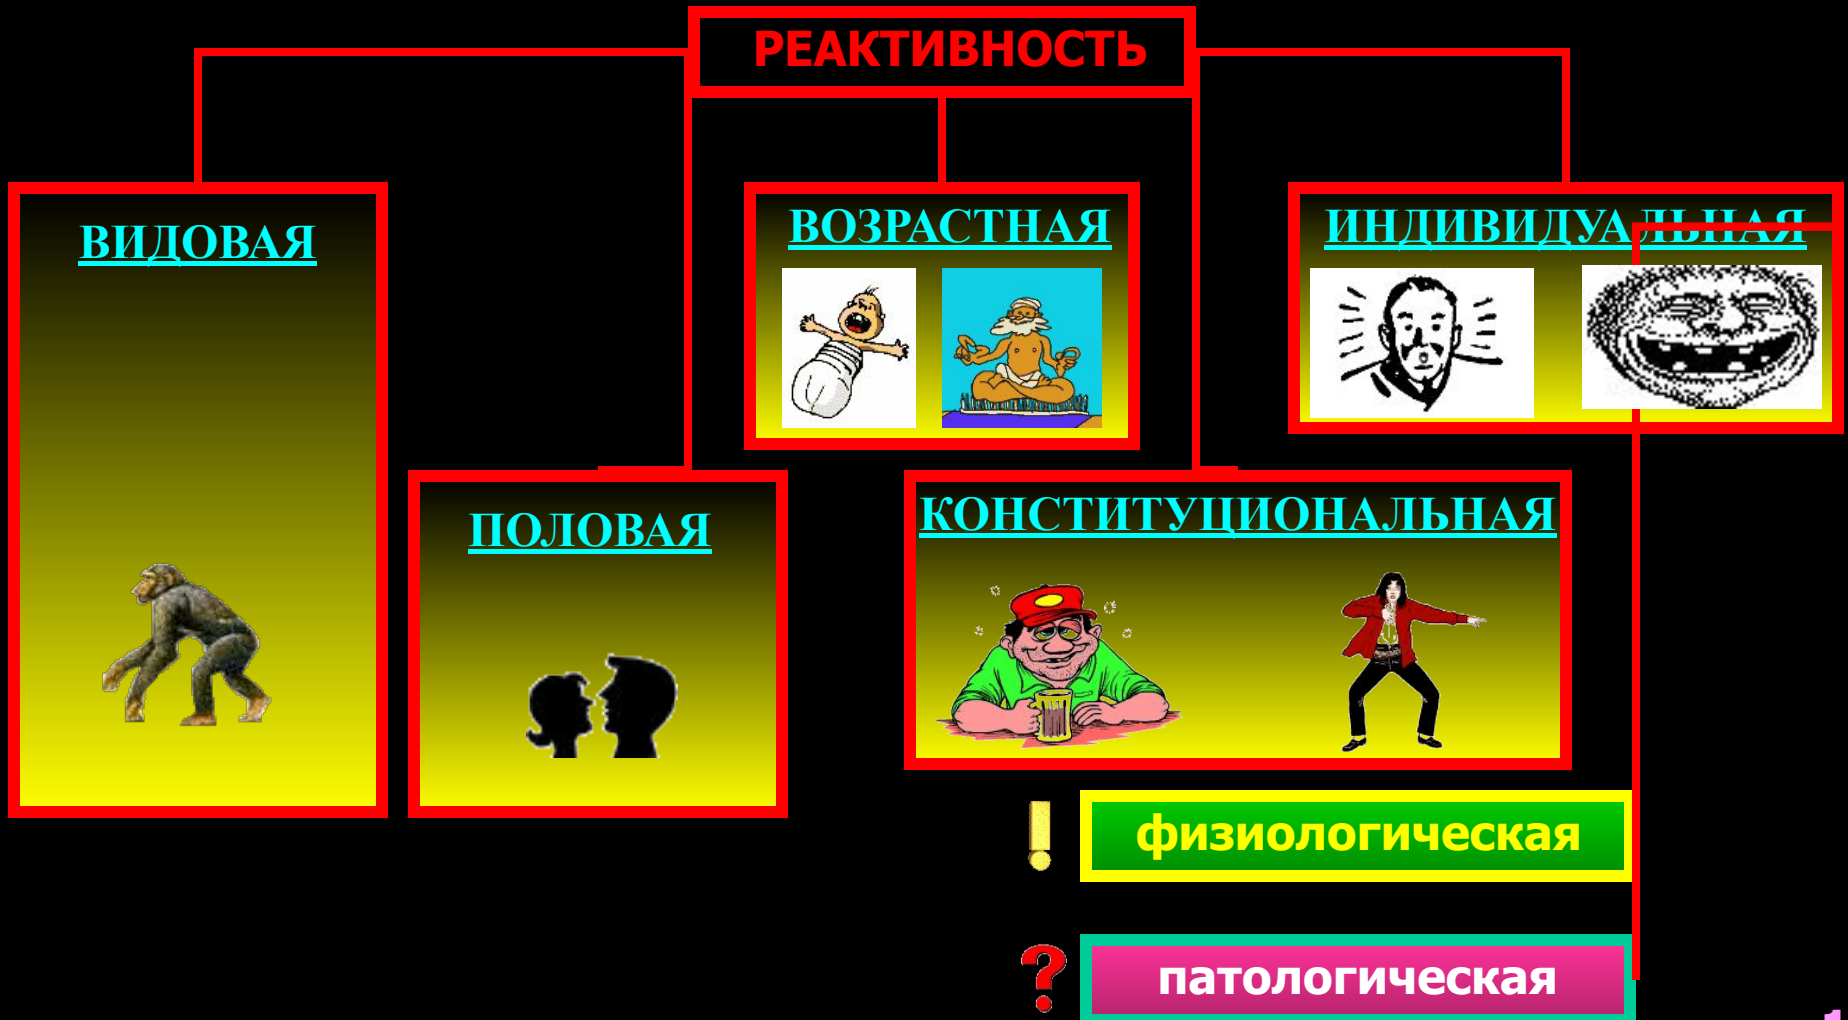 РЕАКТИВНОСТЬ
ВИДОВАЯ
ВОЗРАСТНАЯ
ИНДИВИДУАЛЬНАЯ
ПОЛОВАЯ
КОНСТИТУЦИОНАЛЬНАЯ
! физиологическая
? патологическая